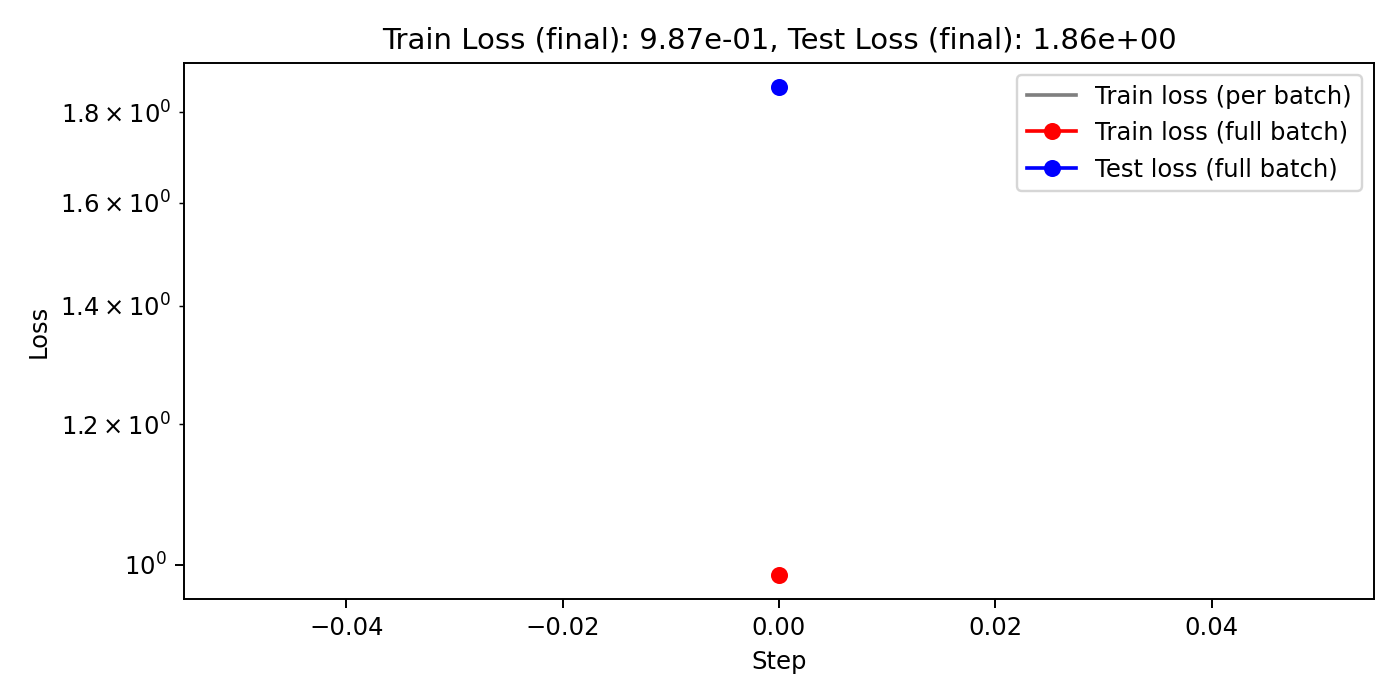 Train Loss (final): 9.87e-01, Test Loss (final): 1.86e+00
Train loss (per batch)
Train loss (full batch)
Test loss (full batch)
1.8 × 10⁰
1.6 × 10⁰
1.4 × 10⁰
1.2 × 10⁰
10⁰
Loss
−0.04 −0.02 0.00 0.02 0.04
Step